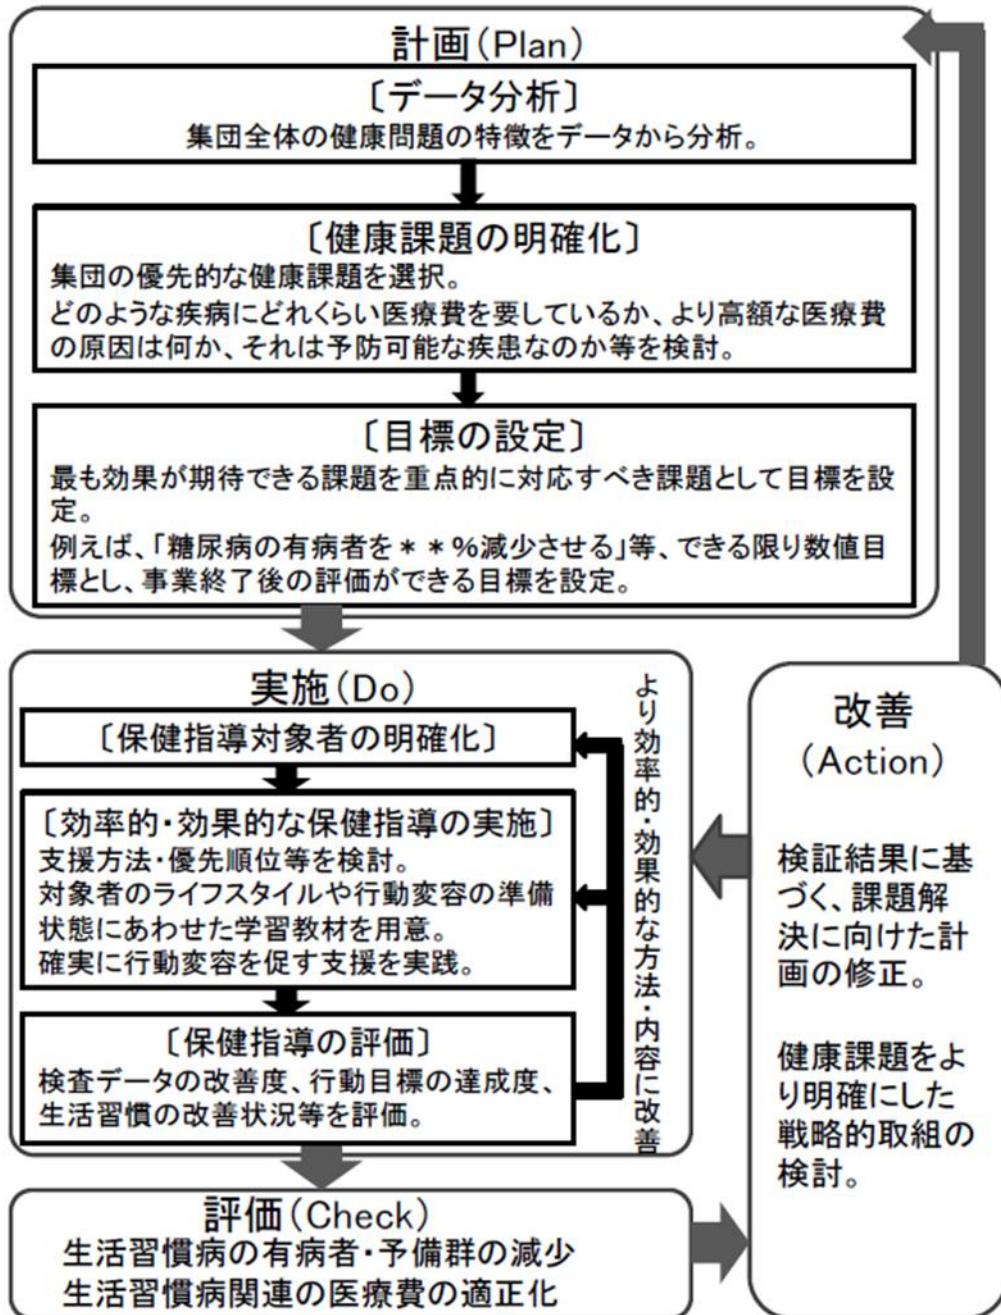 計画(Plan)
〔データ分析〕
集団全体の健康問題の特徴をデータから分析。
〔健康課題の明確化〕
集団の優先的な健康課題を選択。
どのような疾病にどれくらい医療費を要しているか、より高額な医療費
の原因は何か、それは予防可能な疾患なのか等を検討。
〔目標の設定〕
最も効果が期待できる課題を重点的に対応すべき課題として目標を設
定。
例えば、「糖尿病の有病者を＊＊%減少させる」等、できる限り数値目
標とし、事業終了後の評価ができる目標を設定。
実施(Do)
〔保健指導対象者の明確化〕
〔効率的・効果的な保健指導の実施〕
支援方法・優先順位等を検討。
対象者のライフスタイルや行動変容の準備
状態にあわせた学習教材を用意。
確実に行動変容を促す支援を実践。
〔保健指導の評価〕
検査データの改善度、行動目標の達成度、
生活習慣の改善状況等を評価。
より効率的・効果的な方法・内容に改善
評価(Check)
生活習慣病の有病者・予備群の減少
生活習慣病関連の医療費の適正化
改善
(Action)
検証結果に基
づく、課題解
決に向けた計
画の修正。
健康課題をよ
り明確にした
戦略的取組の
検討。